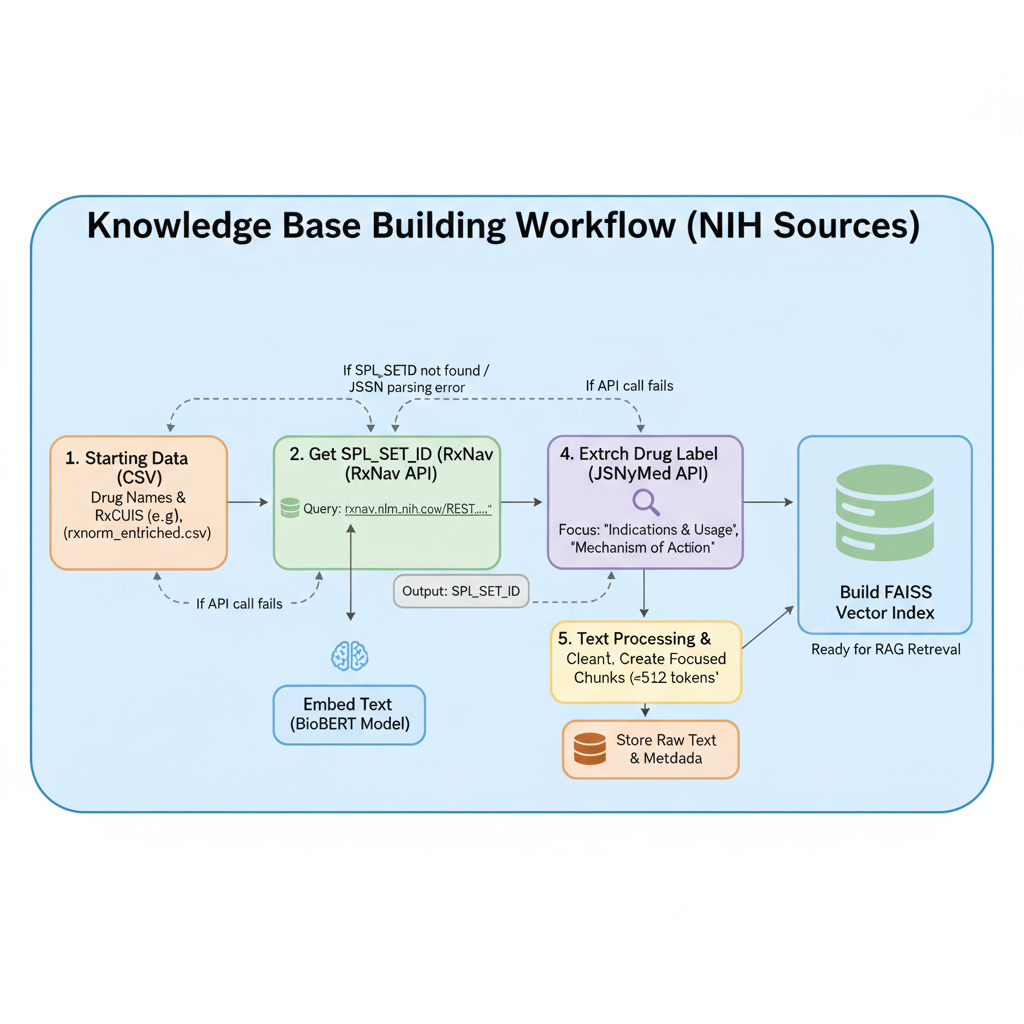 Knowledge Base Building Workflow (NIH Sources)
If SPL_SETD not found /
JSSN parsing error
If API call fails
1. Starting Data
(CSV)
Drug Names &
RxCUIS (e.g),
(rxnorm_entriched.csv)
2. Get SPL_SET_ID (RxNav
(RxNav API)
Query: rxnav.nlm.nih.cow/REST....."
4. Extrch Drug Label
(JSNyMed API)
Focus: "Indications & Usage",
"Mechanism of Action"
Build FAISS
Vector Index
Ready for RAG Retreval
If API call fails
Output: SPL_SET_ID
5. Text Processing &
Cleant, Create Focused
Chunks (≤512 tokens'
Embed Text
(BioBERT Model)
Store Raw Text
& Metdada